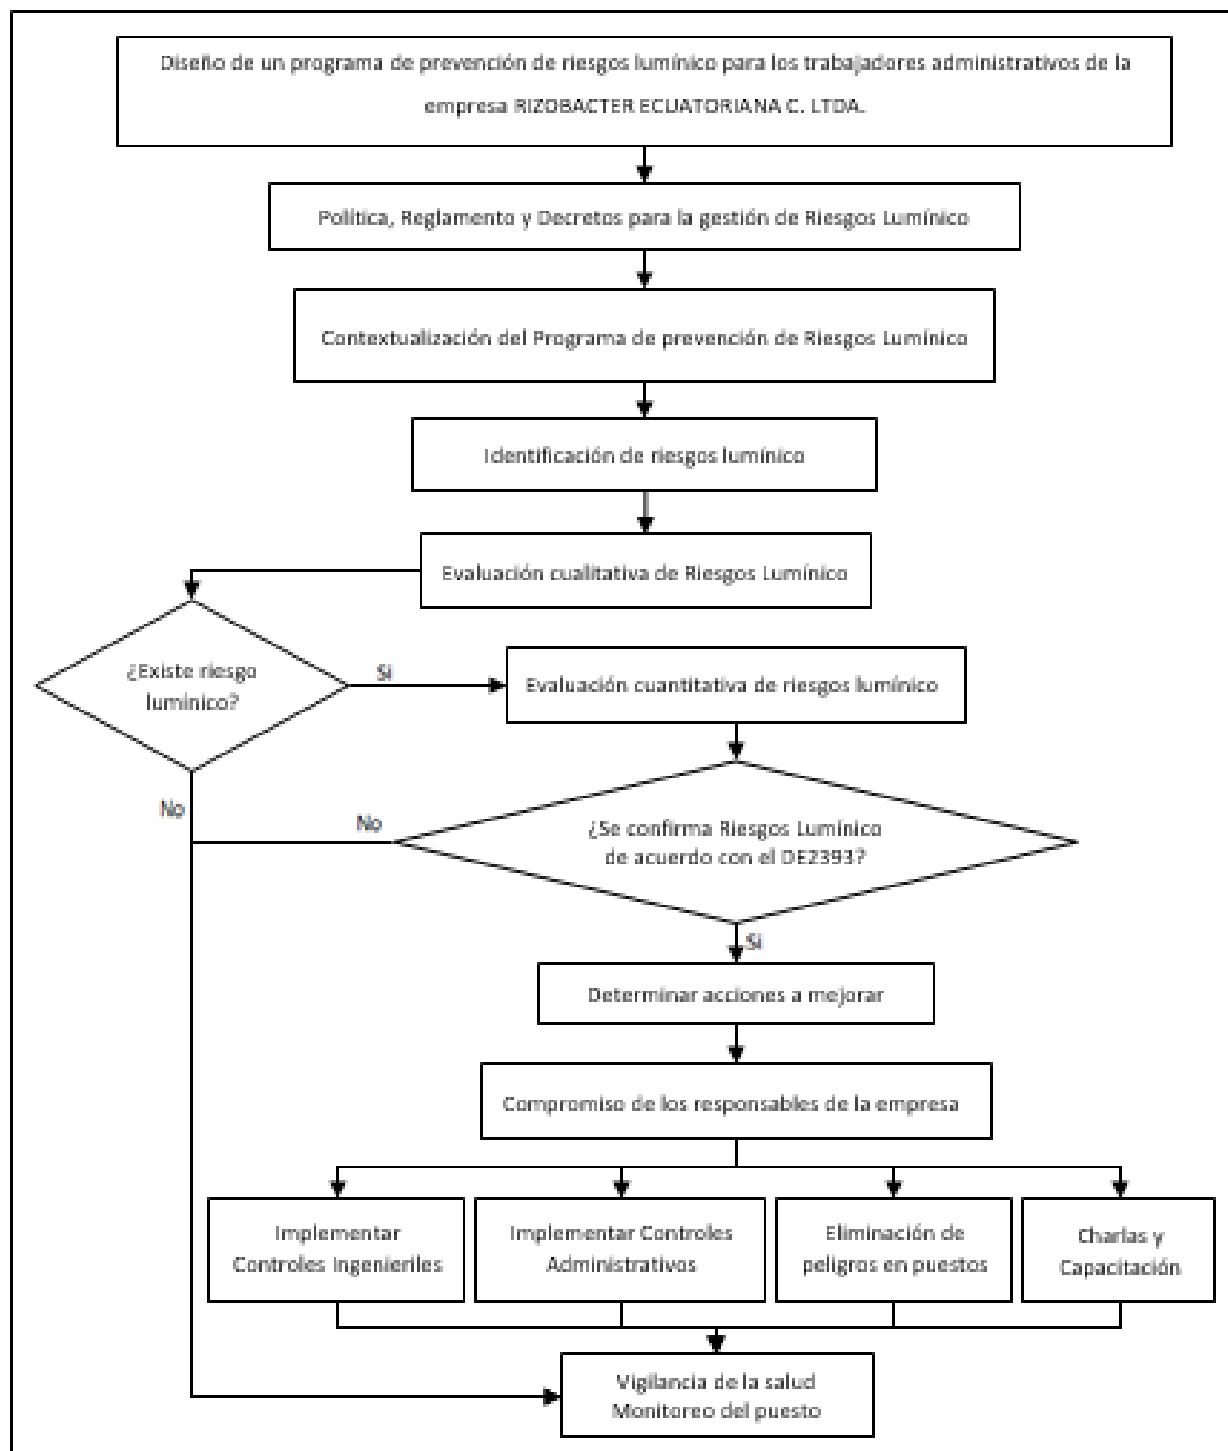 Diseño de un programa de prevención de riesgos lumínico para los trabajadores administrativos de la
empresa RIZOBACTER ECUATORIANA C. LTDA.
Política, Reglamento y Decretos para la gestión de Riesgos Lumínico
Contextualización del Programa de prevención de Riesgos Lumínico
Identificación de riesgos lumínico
Evaluación cualitativa de Riesgos Lumínico
¿Existe riesgo
lumínico?
Si
Evaluación cuantitativa de riesgos lumínico
No
No
¿Se confirma Riesgos Lumínico
de acuerdo con el DE2393?
Si
Determinar acciones a mejorar
Compromiso de los responsables de la empresa
Implementar
Controles Ingenieriles
Implementar Controles
Administrativos
Eliminación de
peligros en puestos
Charlas y
Capacitación
Vigilancia de la salud
Monitoreo del puesto